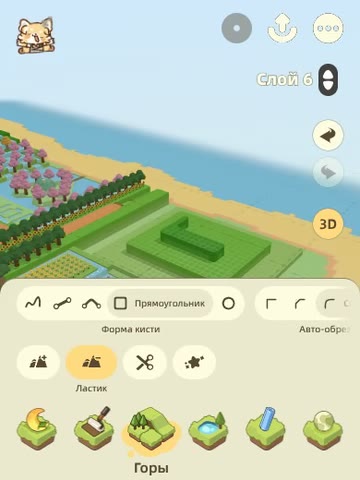 Слой 6
3D
Прямоугольник
Форма кисти
Авто-обрез
Ластик
Горы